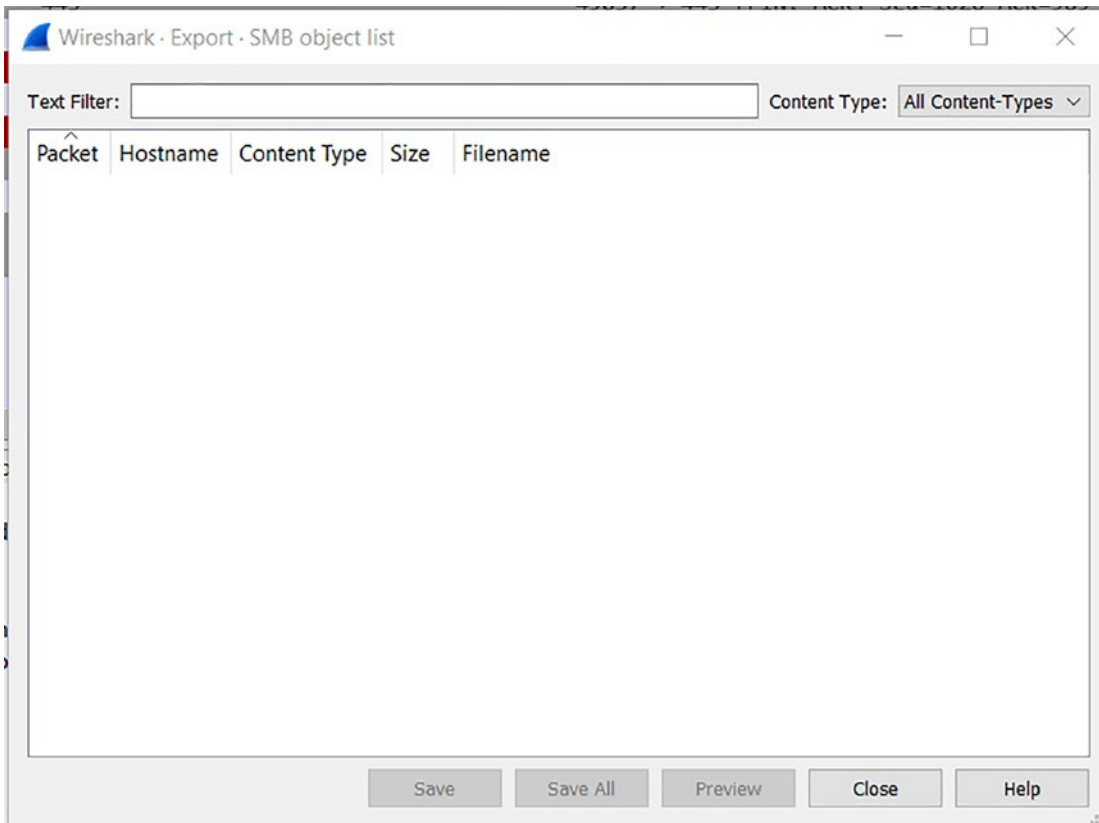 Wireshark · Export · SMB object list
Text Filter:
Content Type: All Content-Types
Packet Hostname Content Type Size Filename
Save Save All Preview Close Help